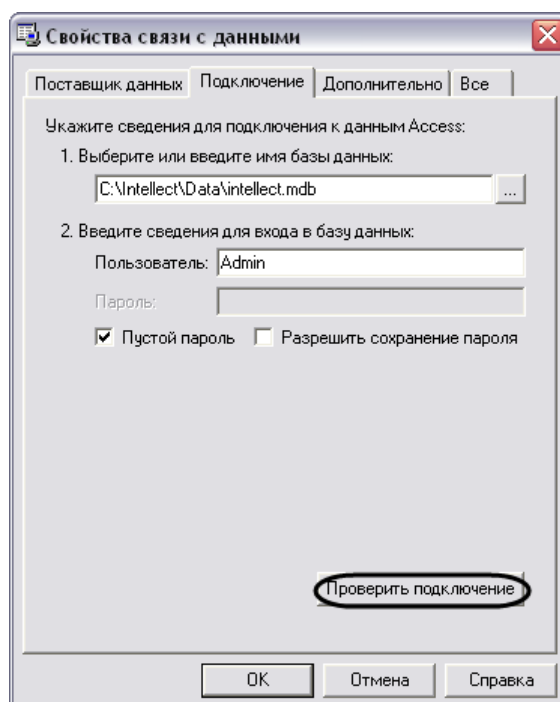 Свойства связи с данными
Поставщик данных Подключение Дополнительно Все
Укажите сведения для подключения к данным Access:
1. Выберите или введите имя базы данных:
C:\Intellect\Data\intellect.mdb ...
2. Введите сведения для входа в базу данных:
Пользователь: Admin
Пароль:
Пустой пароль Разрешить сохранение пароля
Проверить подключение
OK Отмена Справка